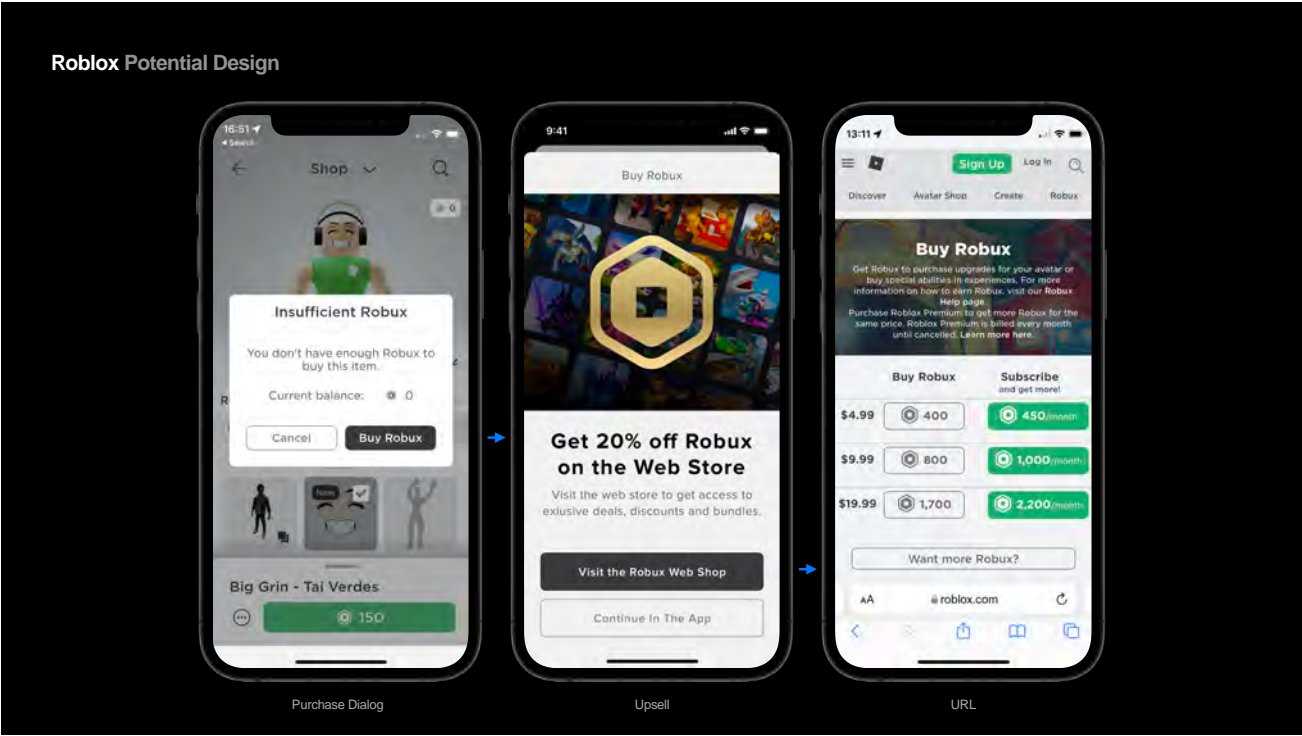 Roblox Potential Design
16:51
Search
Shop
0
Insufficient Robux
You don't have enough Robux to
buy this item.
Current balance: 0
Cancel
Buy Robux
New
Big Grin - Tai Verdes
150
Purchase Dialog
9:41
Buy Robux
Get 20% off Robux
on the Web Store
Visit the web store to get access to
exlusive deals, discounts and bundles.
Visit the Robux Web Shop
Continue In The App
Upsell
13:11
Sign Up
Log In
Discover
Avatar Shop
Create
Robux
Buy Robux
Get Robux to purchase upgrades for your avatar or
buy special abilities in experiences. For more
information on how to earn Robux, visit our Robux
Help page.
Purchase Roblox Premium to get more Robux for the
same price. Roblox Premium is billed every month
until cancelled. Learn more here.
Buy Robux
Subscribe
and get more!
$4.99 400 450/month
$9.99 800 1,000/month
$19.99 1,700 2,200/month
Want more Robux?
AA
roblox.com
URL